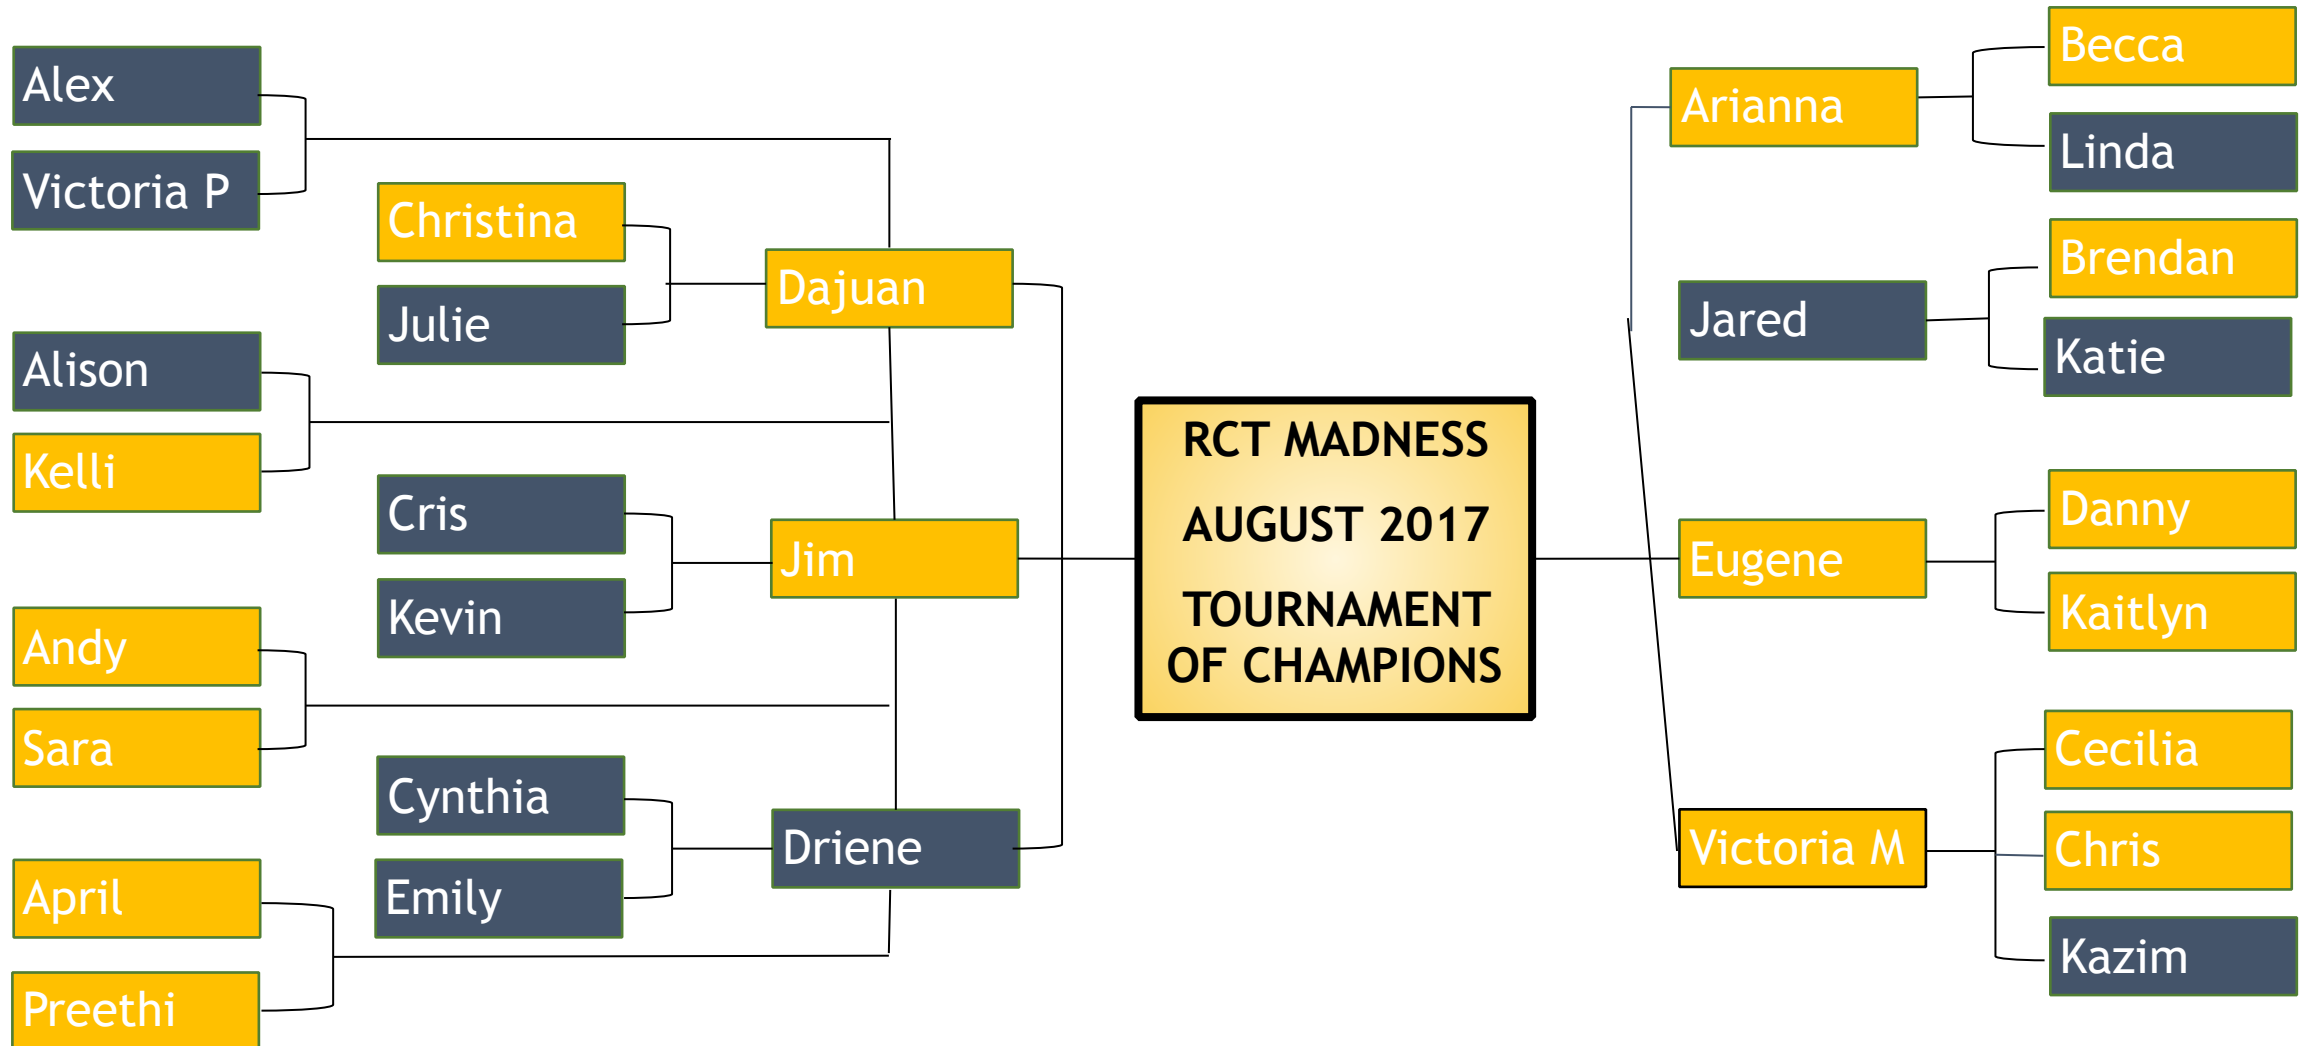 Alex
Victoria P
Alison
Kelli
Andy
Sara
April
Preethi
Christina
Julie
Cris
Kevin
Cynthia
Emily
Dajuan
Jim
Driene
RCT MADNESS
AUGUST 2017
TOURNAMENT
OF CHAMPIONS
Arianna
Jared
Eugene
Victoria M
Becca
Linda
Brendan
Katie
Danny
Kaitlyn
Cecilia
Chris
Kazim